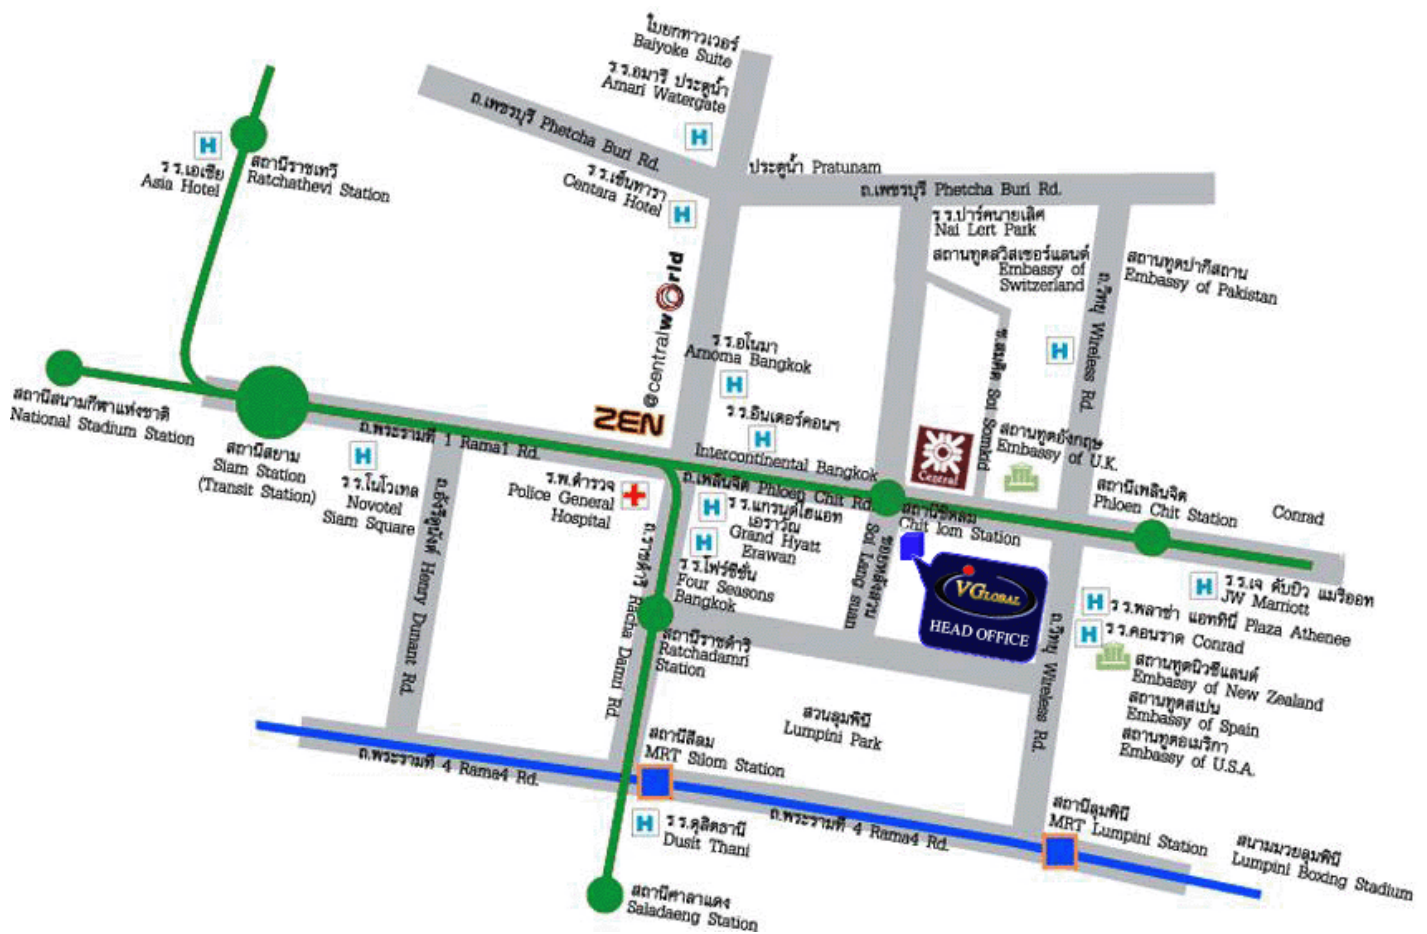 ใบยกทาวเวอร์
Baiyoke Suite
ร.ร.อมารี ประตูน้ำ
Amari Watergate
ถ.เพชรบุรี Phetcha Buri Rd.
ร.ร.เอเชีย
Asia Hotel
สถานีราชเทวี
Ratchathevi Station
ร.ร.เซ็นทารา
Centara Hotel
ประตูน้ำ Pratunam
ถ.เพชรบุรี Phetcha Buri Rd.
ร.ร.ปาร์คนายเลิศ
Nai Lert Park
สถานทูตสวิสเซอร์แลนด์
Embassy of
Switzerland
สถานทูตปากีสถาน
Embassy of Pakistan
ถ.วิทยุ Wireless Rd.
ซ.สมคิด Soi Somkid
@centralworld
ZEN
ร.ร.อโนมา
Arnoma Bangkok
ร.ร.อินเตอร์คอนฯ
Intercontinental Bangkok
Central
สถานทูตอังกฤษ
Embassy of U.K.
สถานีสนามกีฬาแห่งชาติ
National Stadium Station
สถานีสยาม
Siam Station
(Transit Station)
ถ.พระรามที่ 1 Rama1 Rd.
ร.ร.โนโวเทล
Novotel
Siam Square
ถ.อังรีดูนังต์ Henry Dunant Rd.
ร.พ.ตำรวจ
Police General
Hospital
ถ.เพลินจิต Phloen Chit Rd.
ร.ร.แกรนด์ไฮแอท
เอราวัณ
Grand Hyatt
Erawan
ร.ร.โฟร์ซีซั่น
Four Seasons
Bangkok
ถ.ราชดำริ Racha Damri Rd.
ซอยหลังสวน
Soi Lang suan
สถานีชิดลม
Chit lom Station
สถานีเพลินจิต
Phloen Chit Station
Conrad
VGLOBAL
HEAD OFFICE
ร.ร.เจ ดับบิว แมริออท
JW Marriott
ร.ร.พลาซ่า แอททินี Plaza Athenee
ร.ร.คอนราด Conrad
สถานทูตนิวซีแลนด์
Embassy of New Zealand
สถานทูตสเปน
Embassy of Spain
สถานทูตอเมริกา
Embassy of U.S.A.
ถ.วิทยุ Wireless Rd.
สถานีราชดำริ
Ratchadamri
Station
สวนลุมพินี
Lumpini Park
สถานีสีลม
MRT Silom Station
ถ.พระรามที่ 4 Rama4 Rd.
ถ.พระรามที่ 4 Rama4 Rd.
สถานีลุมพินี
MRT Lumpini Station
สนามมวยลุมพินี
Lumpini Boxing Stadium
ร.ร.ดุสิตธานี
Dusit Thani
สถานีศาลาแดง
Saladaeng Station